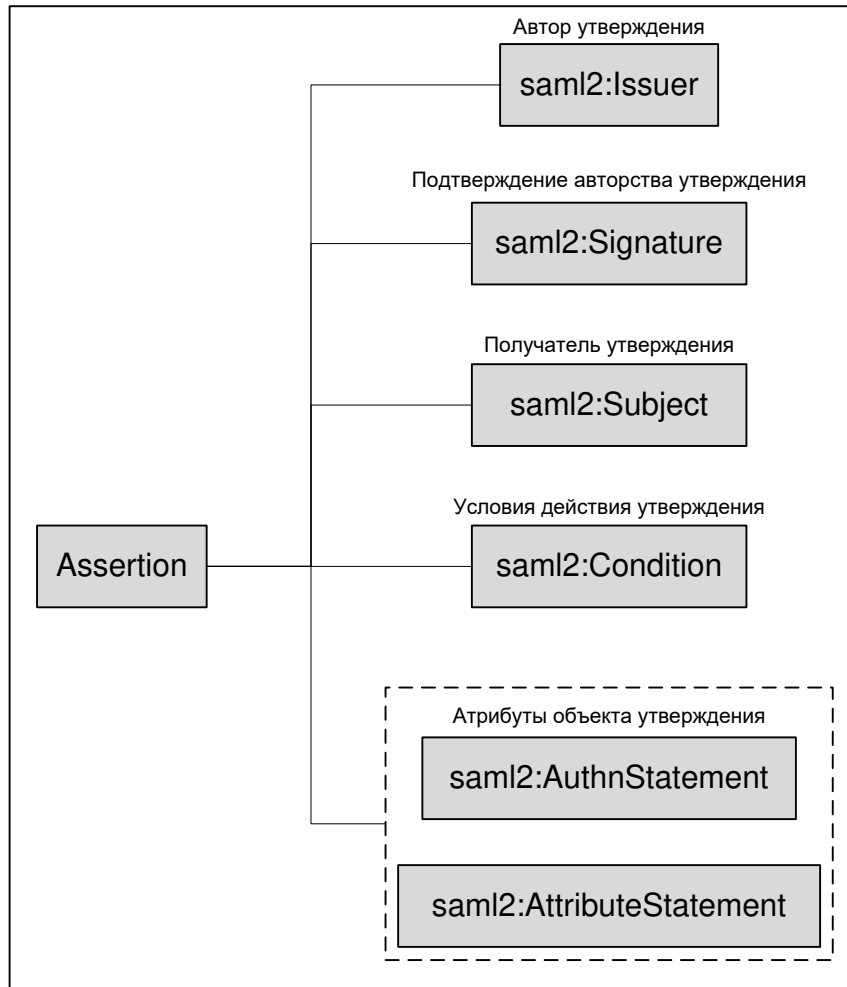 Автор утверждения
saml2:Issuer
Подтверждение авторства утверждения
saml2:Signature
Получатель утверждения
saml2:Subject
Условия действия утверждения
Assertion
saml2:Condition
Атрибуты объекта утверждения
saml2:AuthnStatement
saml2:AttributeStatement